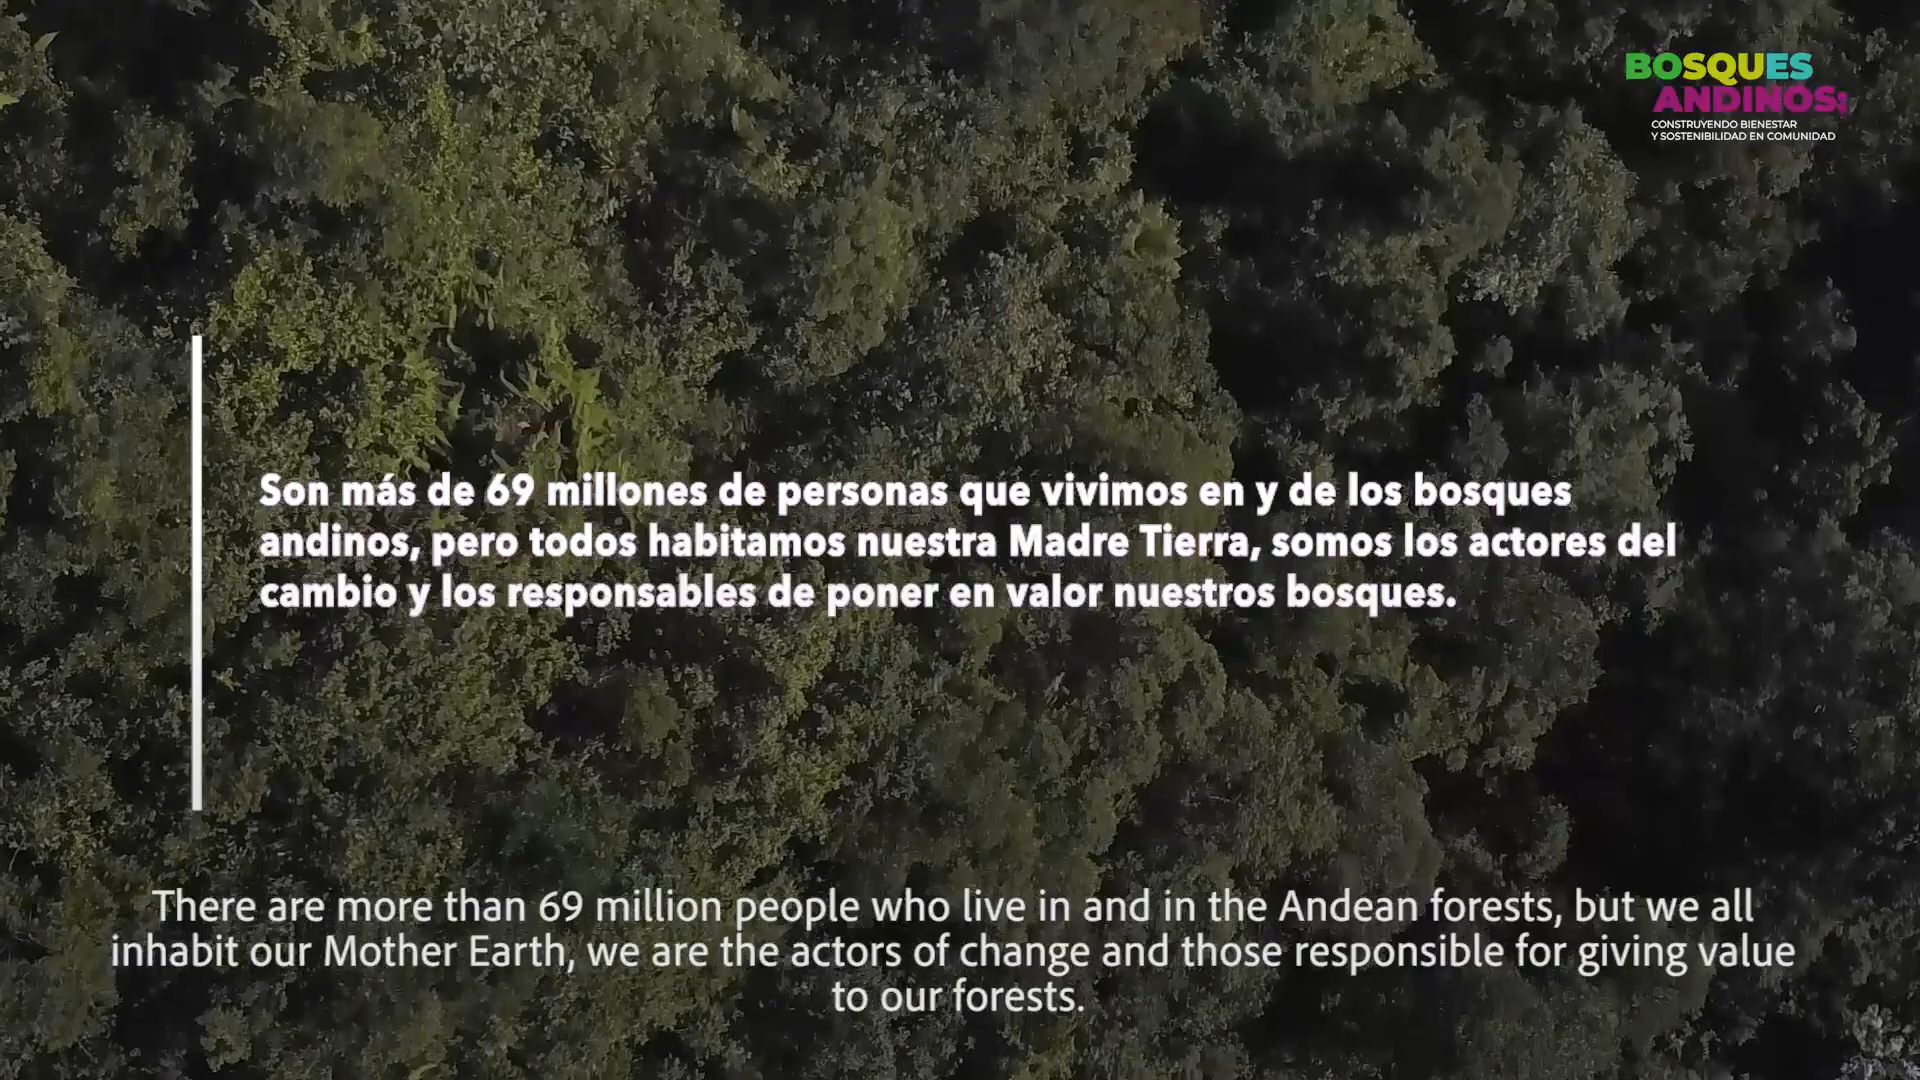 BOSQUES
ANDINOS:
CONSTRUYENDO BIENESTAR
Y SOSTENIBILIDAD EN COMUNIDAD
Son más de 69 millones de personas que vivimos en y de los bosques
andinos, pero todos habitamos nuestra Madre Tierra, somos los actores del
cambio y los responsables de poner en valor nuestros bosques.
There are more than 69 million people who live in and in the Andean forests, but we all
inhabit our Mother Earth, we are the actors of change and those responsible for giving value
to our forests.